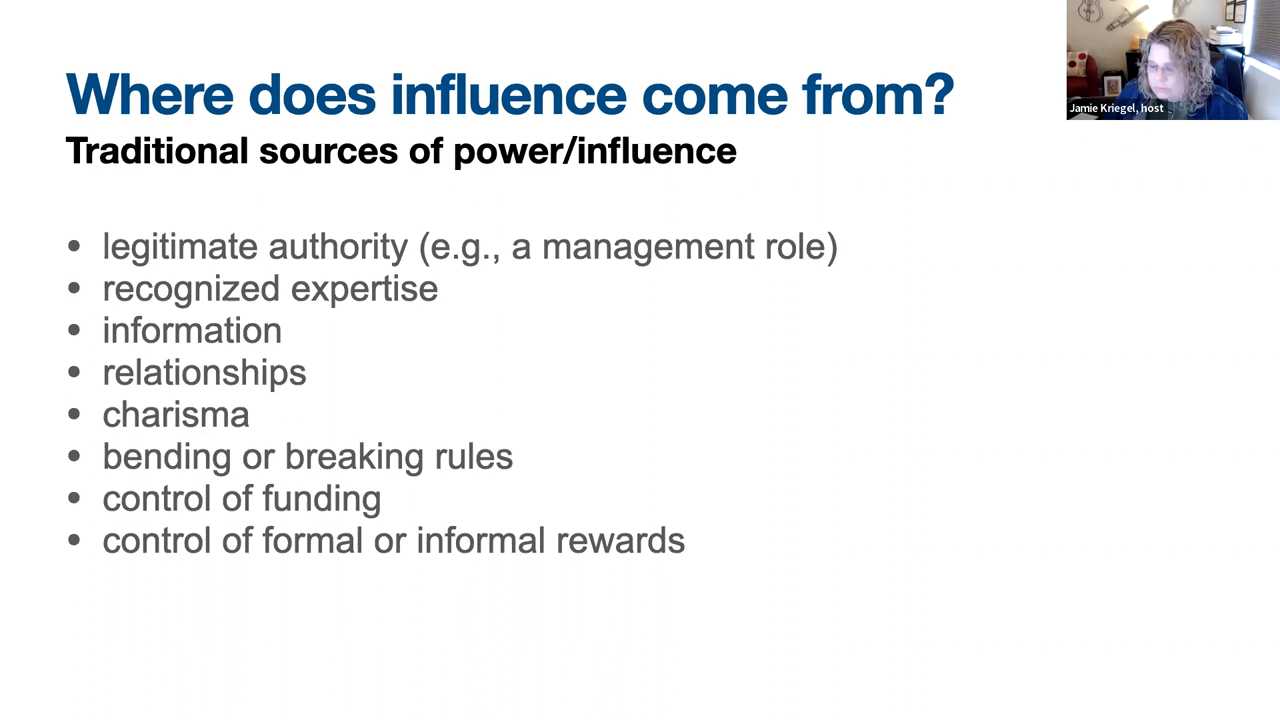 Where does influence come from?
Traditional sources of power/influence
• legitimate authority (e.g., a management role)
• recognized expertise
• information
• relationships
• charisma
• bending or breaking rules
• control of funding
• control of formal or informal rewards
Jamie Kriegel, host